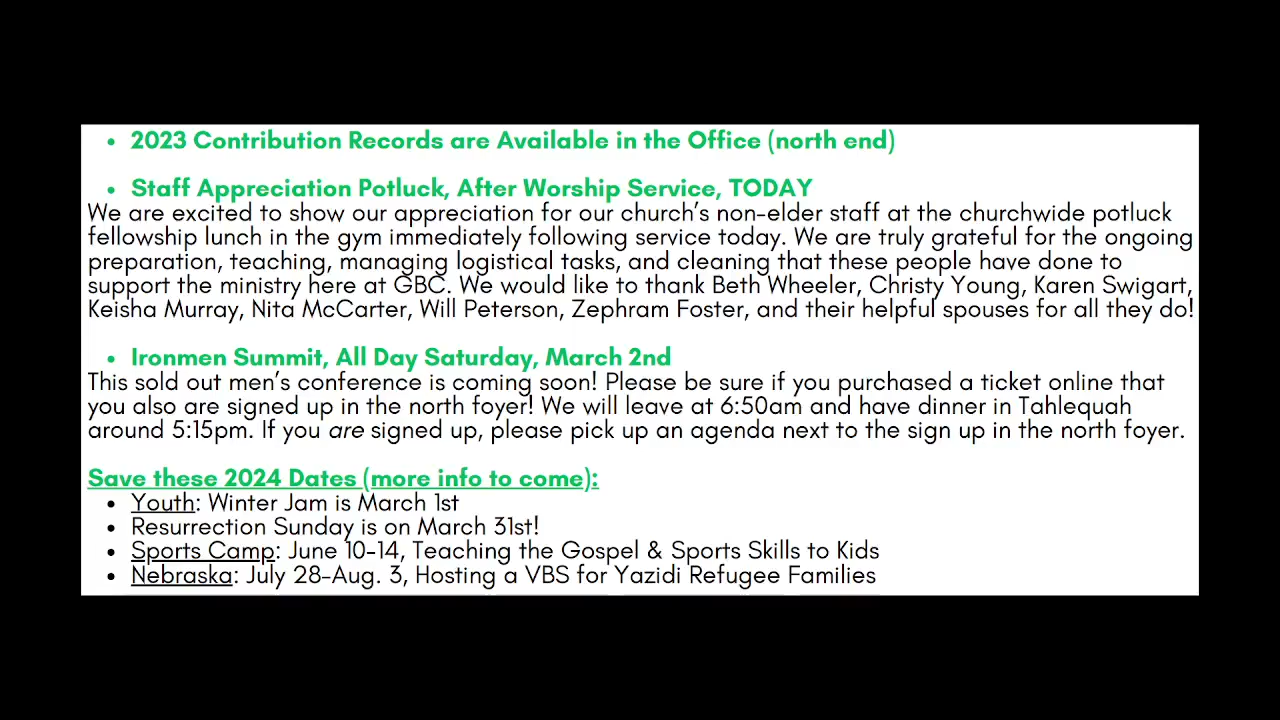 • 2023 Contribution Records are Available in the Office (north end)
• Staff Appreciation Potluck, After Worship Service, TODAY
We are excited to show our appreciation for our church's non-elder staff at the churchwide potluck
fellowship lunch in the gym immediately following service today. We are truly grateful for the ongoing
preparation, teaching, managing logistical tasks, and cleaning that these people have done to
support the ministry here at GBC. We would like to thank Beth Wheeler, Christy Young, Karen Swigart,
Keisha Murray, Nita McCarter, Will Peterson, Zephram Foster, and their helpful spouses for all they do!
• Ironmen Summit, All Day Saturday, March 2nd
This sold out men's conference is coming soon! Please be sure if you purchased a ticket online that
you also are signed up in the north foyer! We will leave at 6:50am and have dinner in Tahlequah
around 5:15pm. If you are signed up, please pick up an agenda next to the sign up in the north foyer.
Save these 2024 Dates (more info to come):
• Youth: Winter Jam is March 1st
• Resurrection Sunday is on March 31st!
• Sports Camp: June 10-14, Teaching the Gospel & Sports Skills to Kids
• Nebraska: July 28-Aug. 3, Hosting a VBS for Yazidi Refugee Families